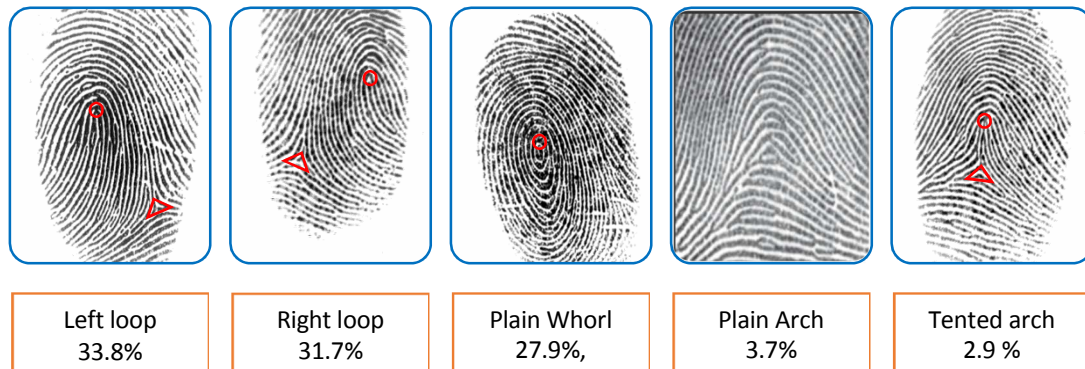 Left loop
33.8%
Right loop
31.7%
Plain Whorl
27.9%,
Plain Arch
3.7%
Tented arch
2.9 %